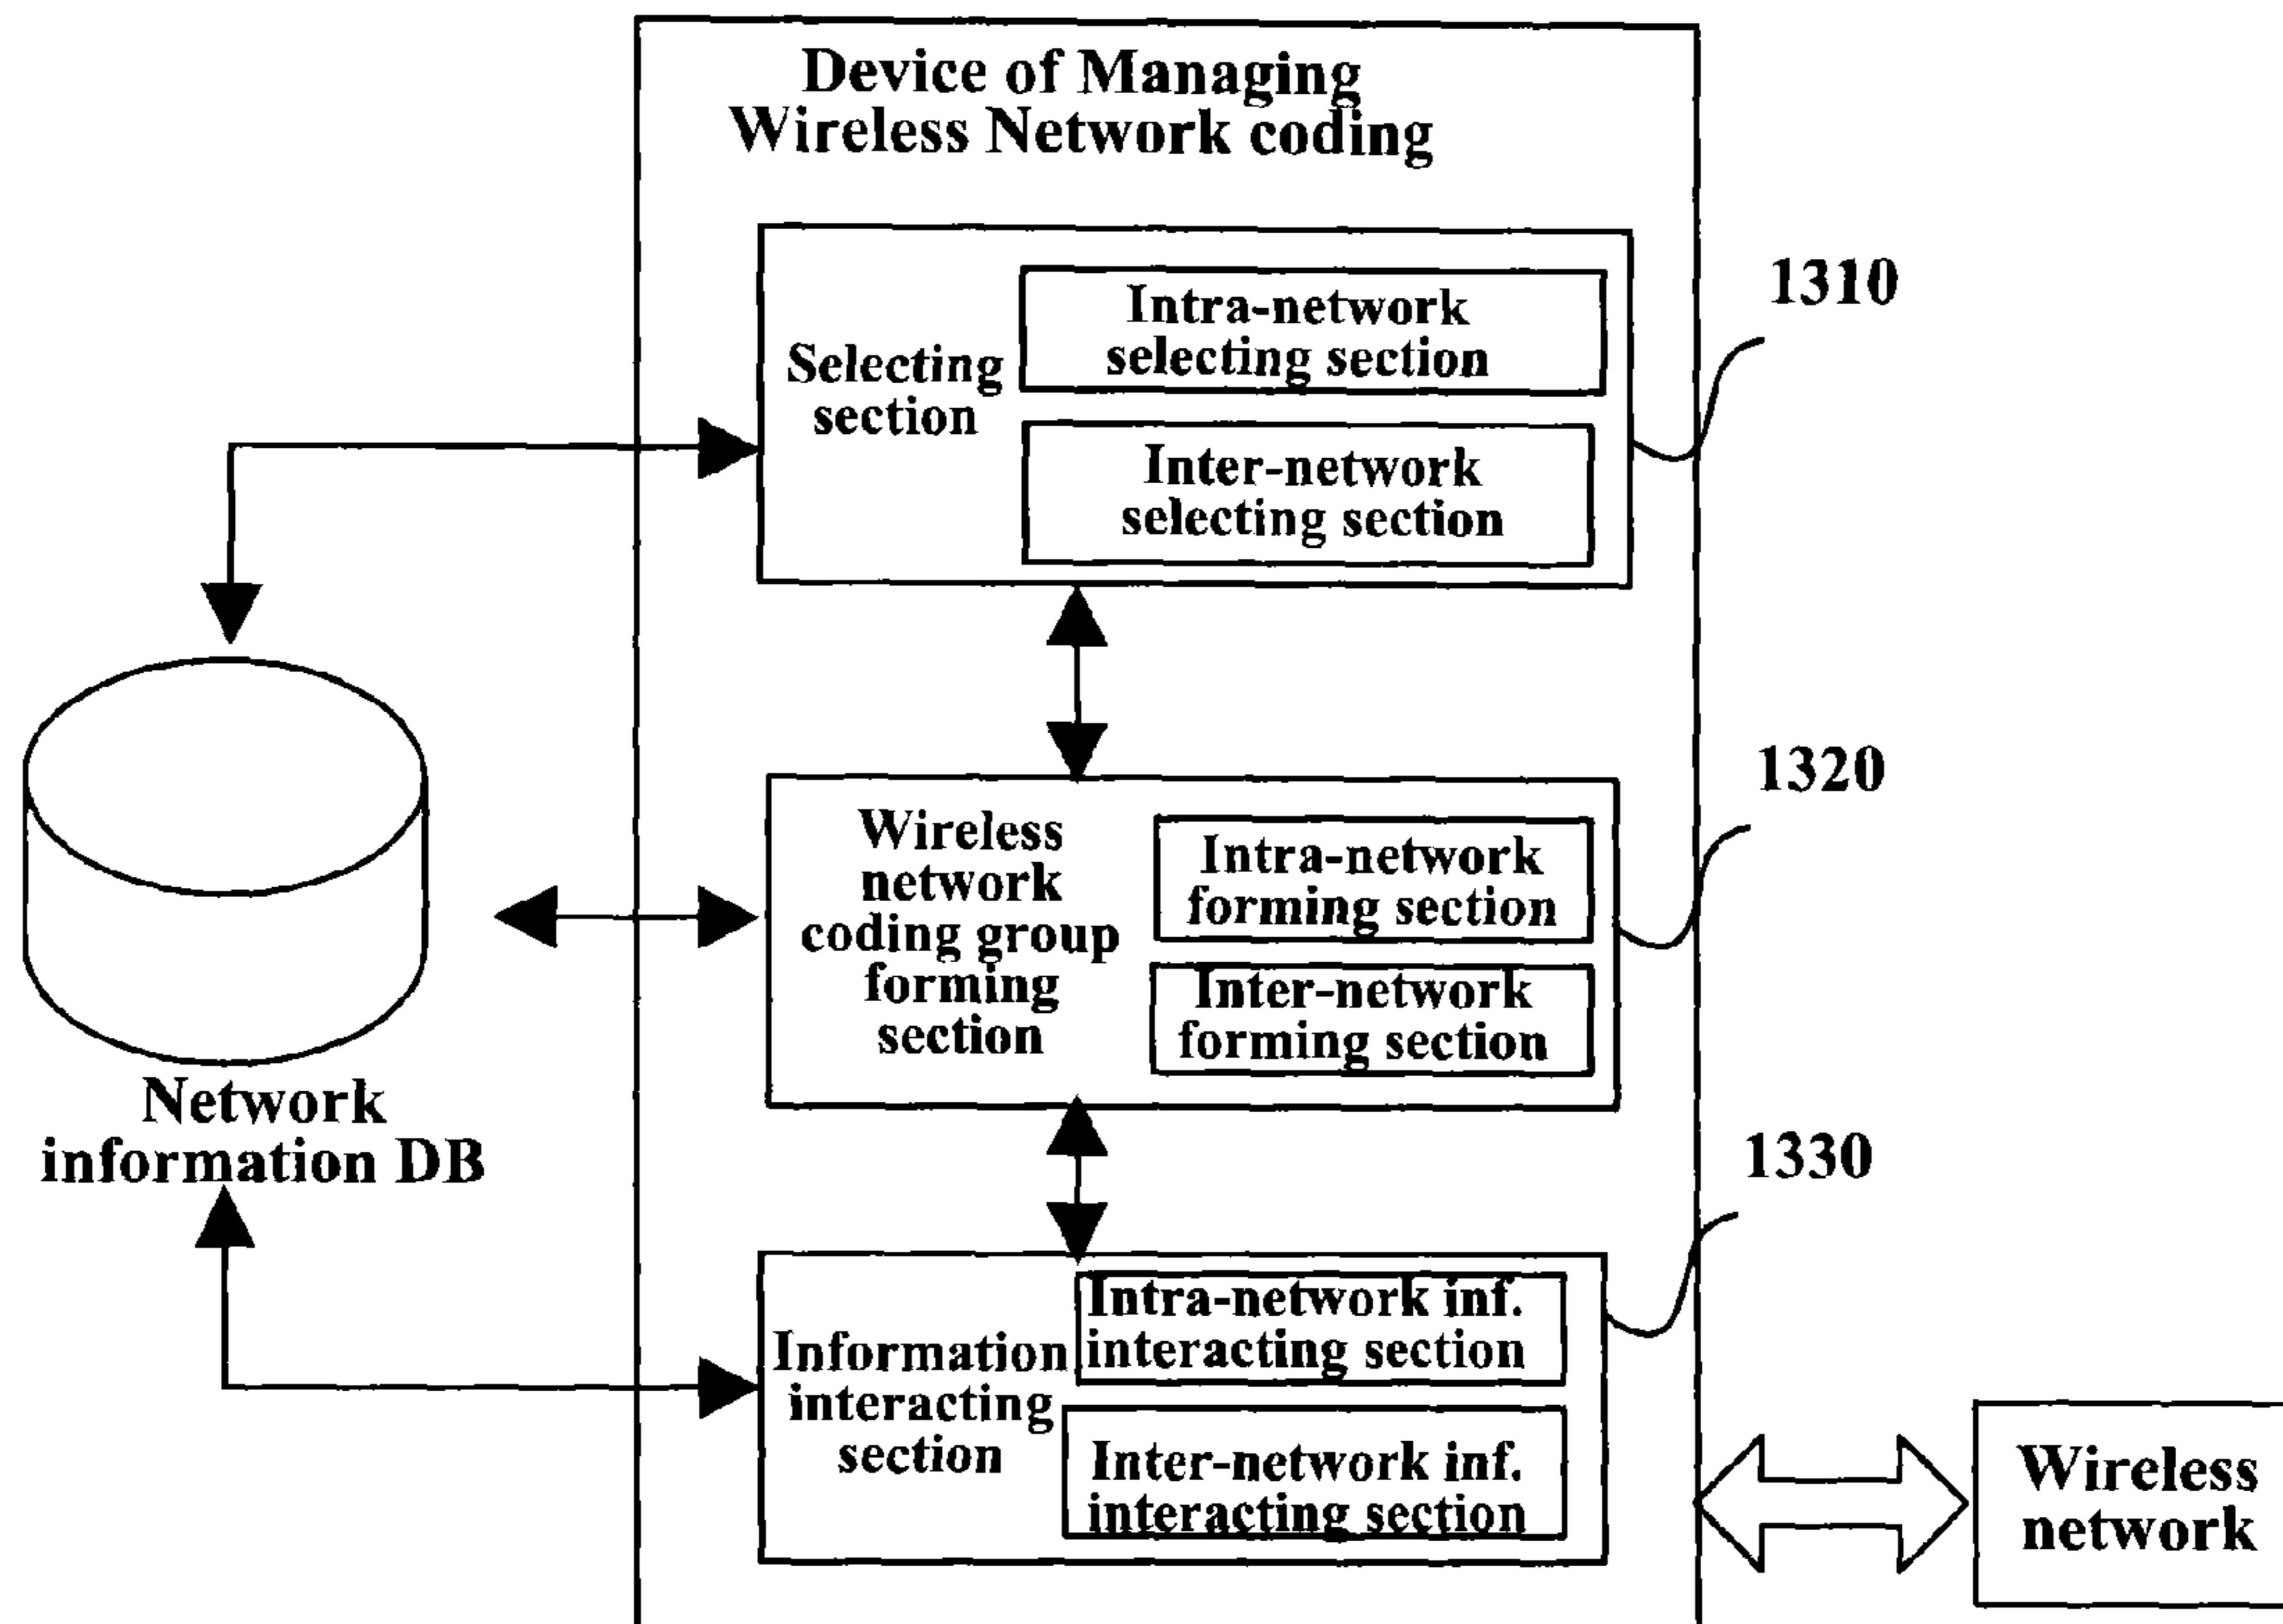 Device of Managing
Wireless Network coding
Selecting
section
Intra-network
selecting section
Inter-network
selecting section
1310
Wireless
network
coding group
forming
section
Intra-network
forming section
Inter-network
forming section
1320
Network
information DB
Information
interacting
section
Intra-network inf.
interacting section
Inter-network inf.
interacting section
1330
Wireless
network